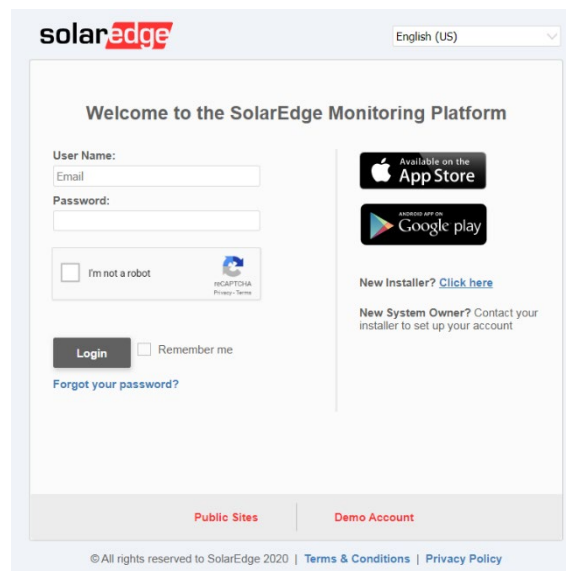 solaredge
English (US)
Welcome to the SolarEdge Monitoring Platform
User Name:
Email
Password:
I'm not a robot
reCAPTCHA
Privacy - Terms
Login
Remember me
Forgot your password?
Available on the
App Store
ANDROID APP ON
Google play
New Installer? Click here
New System Owner? Contact your
installer to set up your account
Public Sites
Demo Account
© All rights reserved to SolarEdge 2020 | Terms & Conditions | Privacy Policy